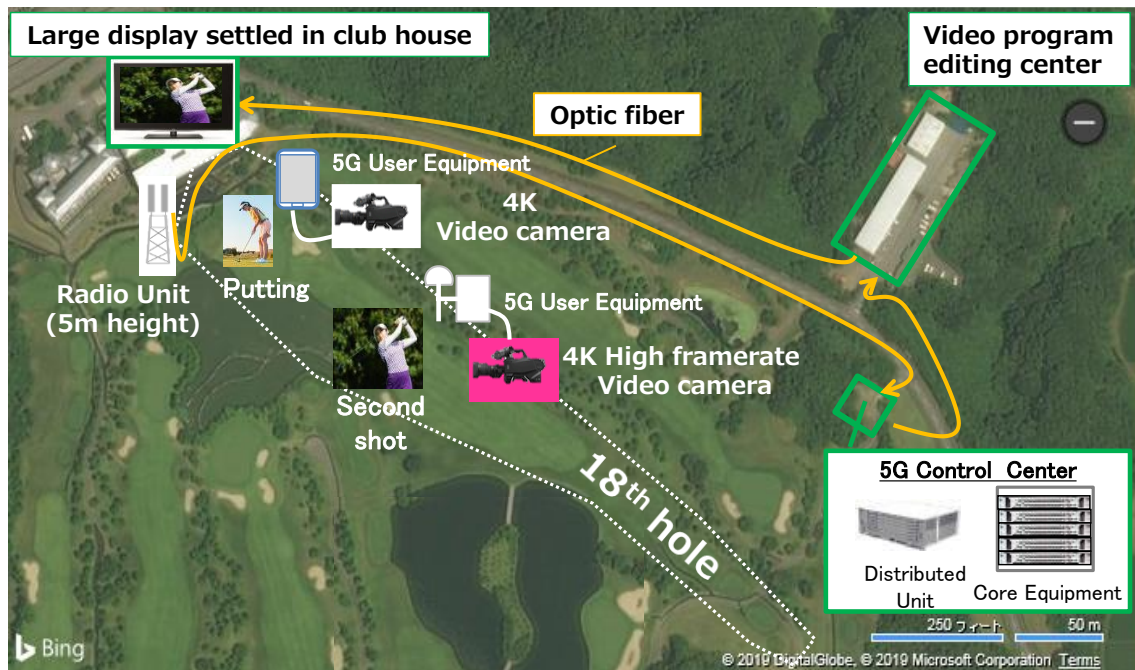 Large display settled in club house
Video program
editing center
Optic fiber
5G User Equipment
4K
Video camera
Putting
Radio Unit
(5m height)
5G User Equipment
4K High framerate
Video camera
Second
shot
18th hole
5G Control Center
Distributed
Unit
Core Equipment
250 フィート
50 m
Bing
© 2019 DigitalGlobe, © 2019 Microsoft Corporation Terms